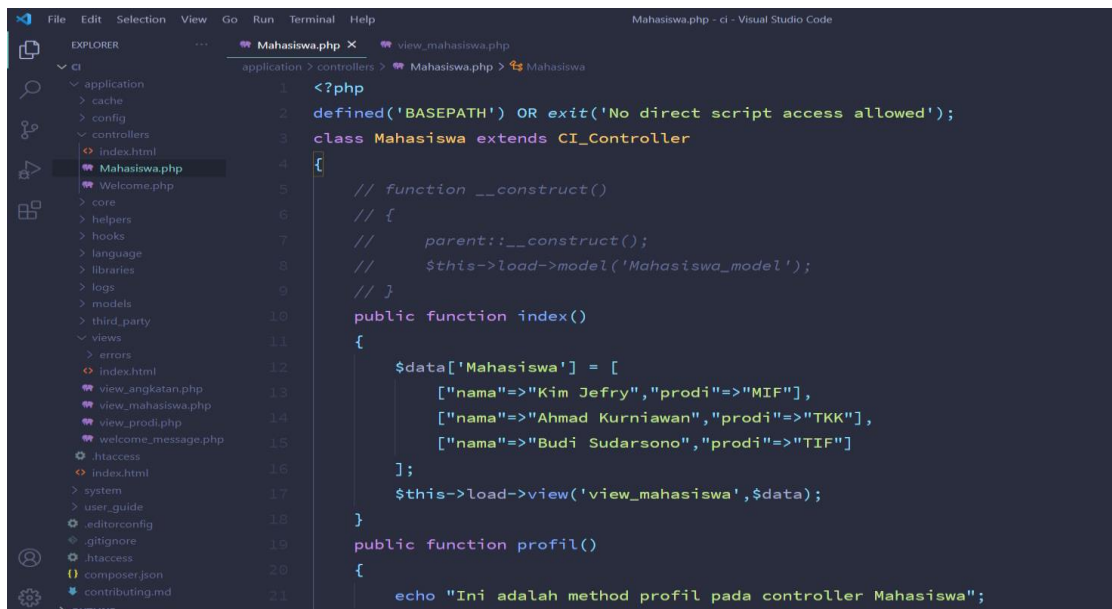 File Edit Selection View Go Run Terminal Help
Mahasiswa.php - ci - Visual Studio Code
EXPLORER ...
CI
application
cache
config
controllers
index.html
Mahasiswa.php
Welcome.php
core
helpers
hooks
language
libraries
logs
models
third_party
views
errors
index.html
view_angkatan.php
view_mahasiswa.php
view_prodi.php
welcome_message.php
.htaccess
index.html
system
user_guide
.editorconfig
.gitignore
.htaccess
composer.json
contributing.md
Mahasiswa.php view_mahasiswa.php
application > controllers > Mahasiswa.php > Mahasiswa
1 <?php
2 defined('BASEPATH') OR exit('No direct script access allowed');
3 class Mahasiswa extends CI_Controller
4 {
5 // function __construct()
6 // {
7 //     parent::__construct();
8 //     $this->load->model('Mahasiswa_model');
9 // }
10 public function index()
11 {
12 $data['Mahasiswa'] = [
13 ["nama"=>"Kim Jefry","prodi"=>"MIF"],
14 ["nama"=>"Ahmad Kurniawan","prodi"=>"TKK"],
15 ["nama"=>"Budi Sudarsono","prodi"=>"TIF"]
16 ];
17 $this->load->view('view_mahasiswa',$data);
18 }
19 public function profil()
20 {
21 echo "Ini adalah method profil pada controller Mahasiswa";